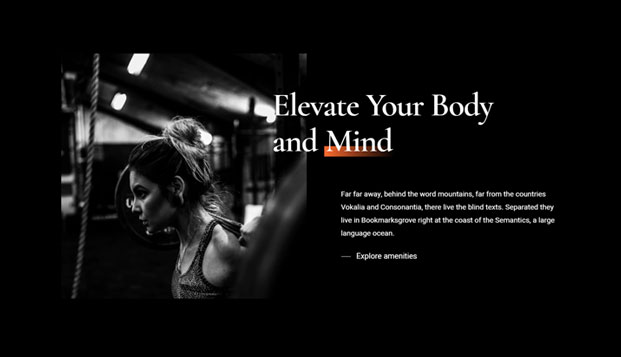 Elevate Your Body
and Mind
Far far away, behind the word mountains, far from the countries
Vokalia and Consonantia, there live the blind texts. Separated they
live in Bookmarksgrove right at the coast of the Semantics, a large
language ocean.
Explore amenities